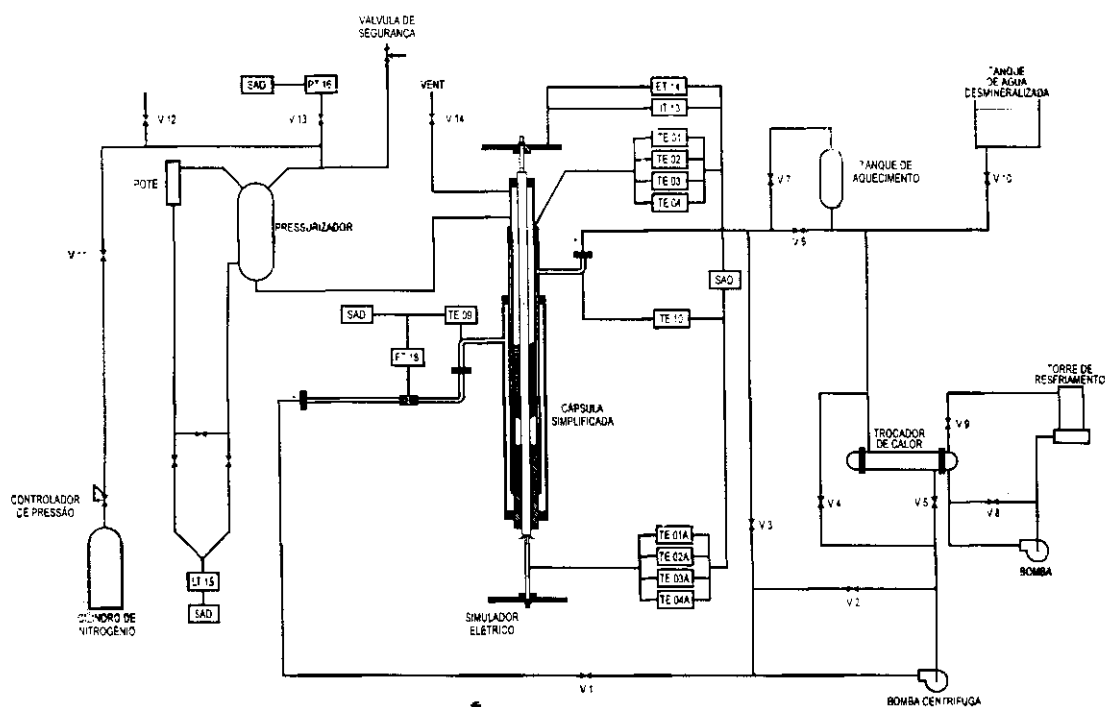 VÁLVULA DE
SEGURANÇA
SAD
PT 16
VENT
V 12
V 13
V 14
ET 14
IT 13
TANQUE
DE ÁGUA
DESMINERALIZADA
TE 01
TE 02
TE 03
TE 04
POTE
PRESSURIZADOR
V 7
TANQUE DE
AQUECIMENTO
V 10
V 11
V 6
SAD
SAD
TE 09
TE 10
FT 18
CÁPSULA
SIMPLIFICADA
TORRE DE
RESFRIAMENTO
V 9
TROCADOR
DE CALOR
CONTROLADOR
DE PRESSÃO
V 3
V 4
V 5
V 8
BOMBA
TE 01A
TE 02A
TE 03A
TE 04A
LT 15
SAD
CILINDRO DE
NITROGÊNIO
SIMULADOR
ELÉTRICO
V 2
V 1
BOMBA CENTRIFUGA